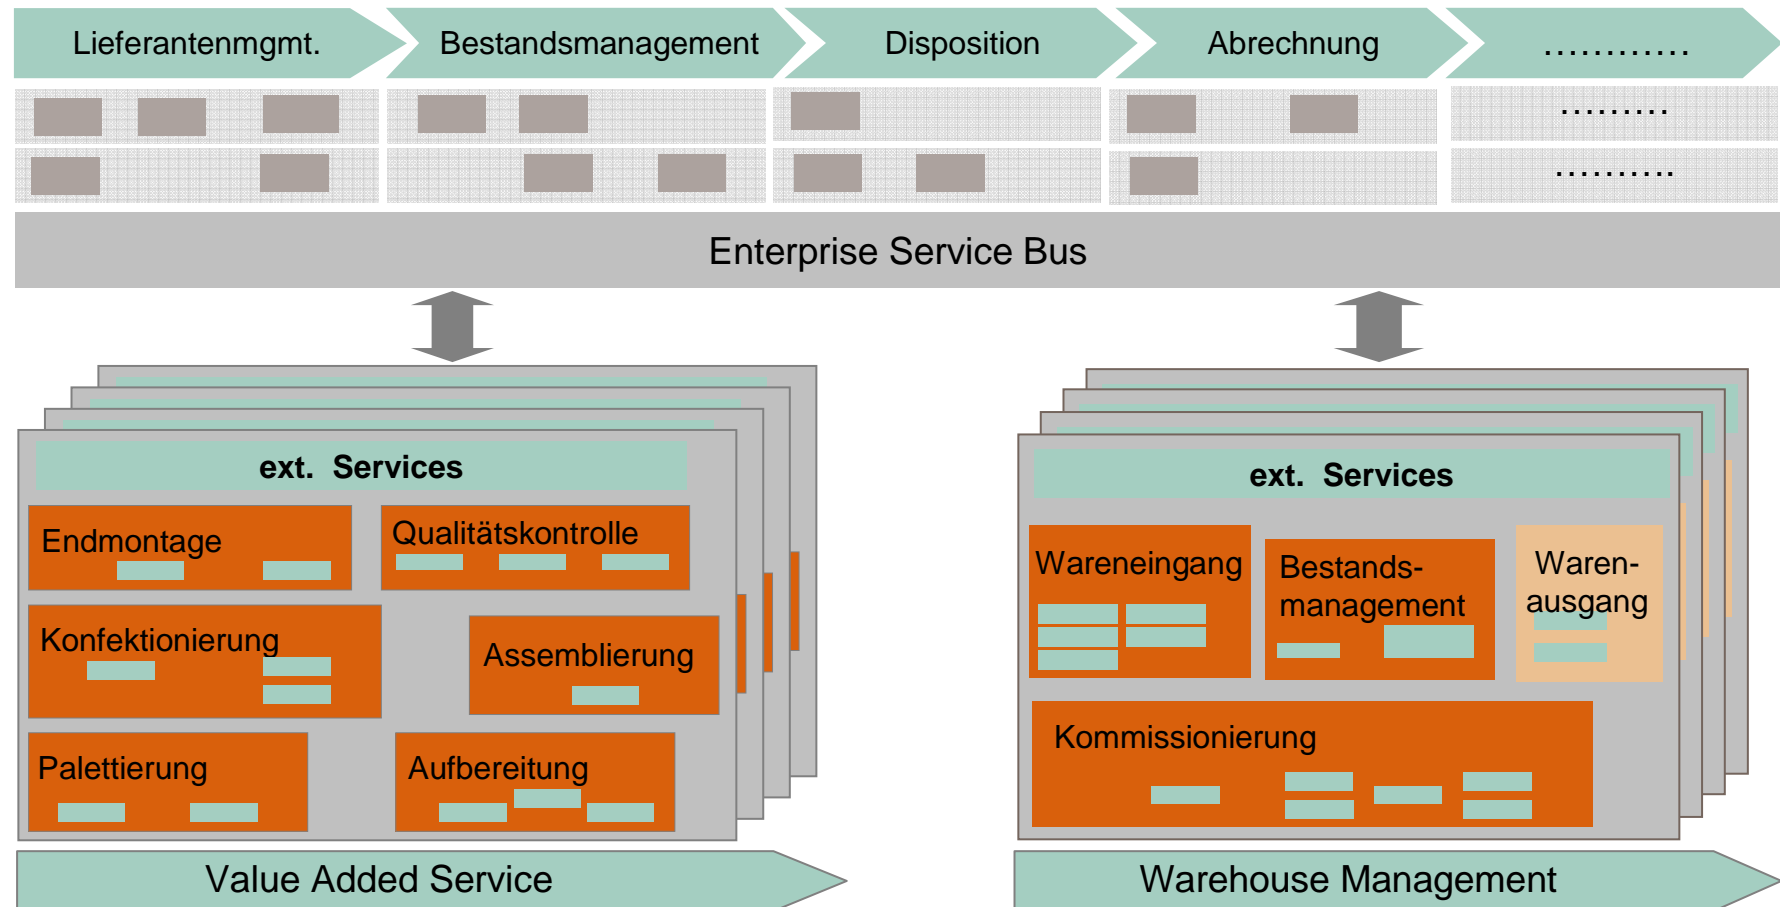 Lieferantenmgmt.
Bestandsmanagement
Disposition
Abrechnung
............
.........
..........
Enterprise Service Bus
ext. Services
Endmontage
Qualitätskontrolle
Konfektionierung
Assemblierung
Palettierung
Aufbereitung
Value Added Service
ext. Services
Wareneingang
Bestands-
management
Waren-
ausgang
Kommissionierung
Warehouse Management